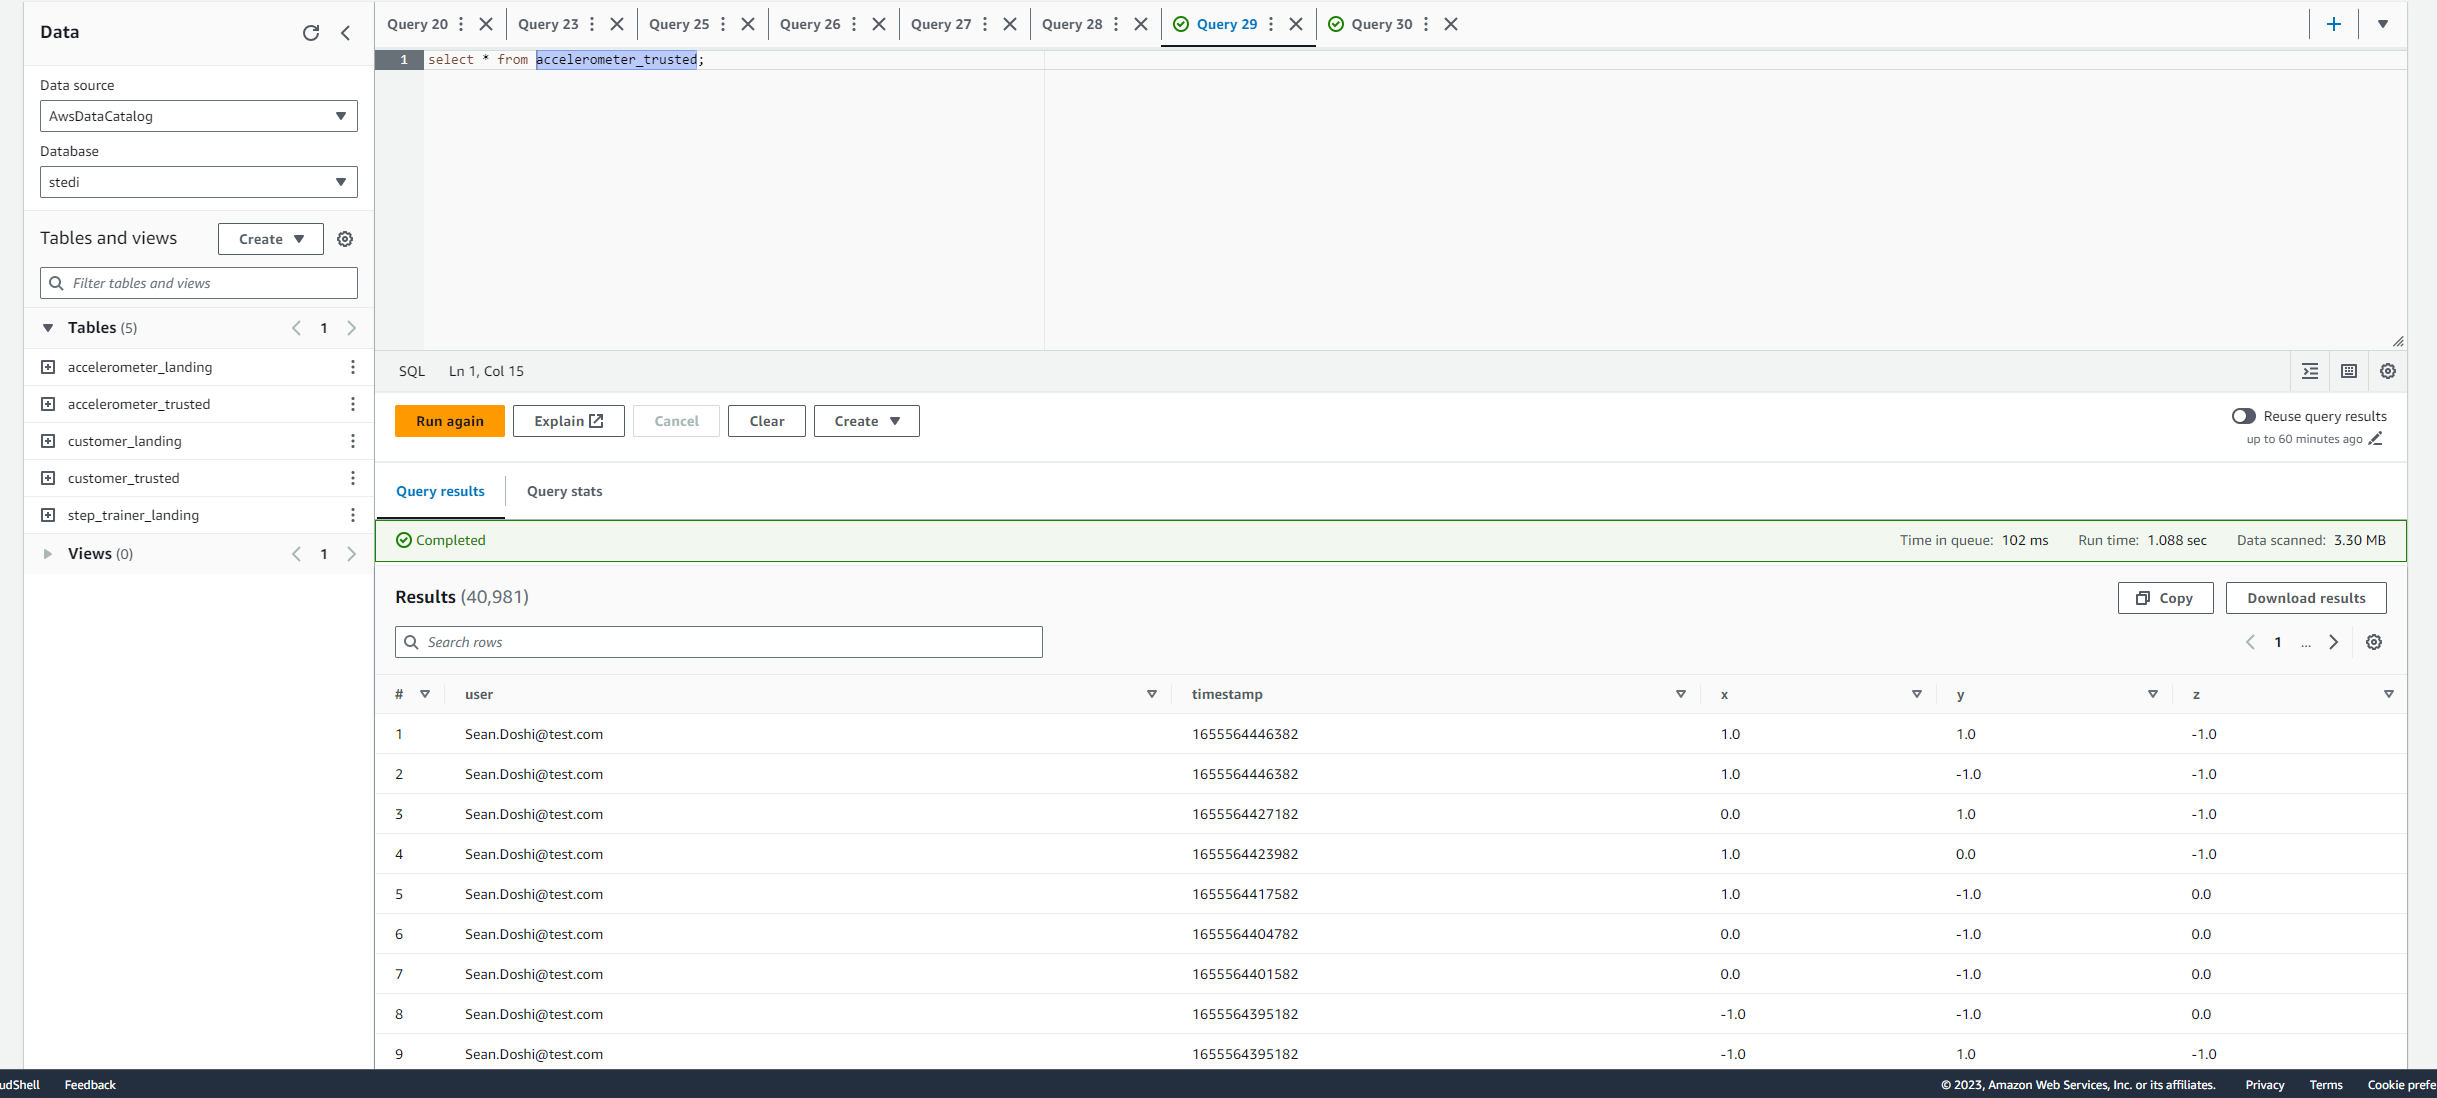 Data
Query 20
Query 23
Query 25
Query 26
Query 27
Query 28
Query 29
Query 30
Data source
AwsDataCatalog
Database
stedi
Tables and views
Create
Filter tables and views
Tables (5)
1
accelerometer_landing
accelerometer_trusted
customer_landing
customer_trusted
step_trainer_landing
Views (0)
1
1 select * from accelerometer_trusted;
SQL Ln 1, Col 15
Run again Explain Cancel Clear Create
Reuse query results
up to 60 minutes ago
Query results Query stats
Completed Time in queue: 102 ms Run time: 1.088 sec Data scanned: 3.30 MB
Results (40,981)
Copy Download results
Search rows
1 ...
# user timestamp x y z
1 Sean.Doshi@test.com 1655564446382 1.0 1.0 -1.0
2 Sean.Doshi@test.com 1655564446382 1.0 -1.0 -1.0
3 Sean.Doshi@test.com 1655564427182 0.0 1.0 -1.0
4 Sean.Doshi@test.com 1655564423982 1.0 0.0 -1.0
5 Sean.Doshi@test.com 1655564417582 1.0 -1.0 0.0
6 Sean.Doshi@test.com 1655564404782 0.0 -1.0 0.0
7 Sean.Doshi@test.com 1655564401582 0.0 -1.0 0.0
8 Sean.Doshi@test.com 1655564395182 -1.0 -1.0 0.0
9 Sean.Doshi@test.com 1655564395182 -1.0 1.0 -1.0
udShell Feedback © 2023, Amazon Web Services, Inc. or its affiliates. Privacy Terms Cookie prefe